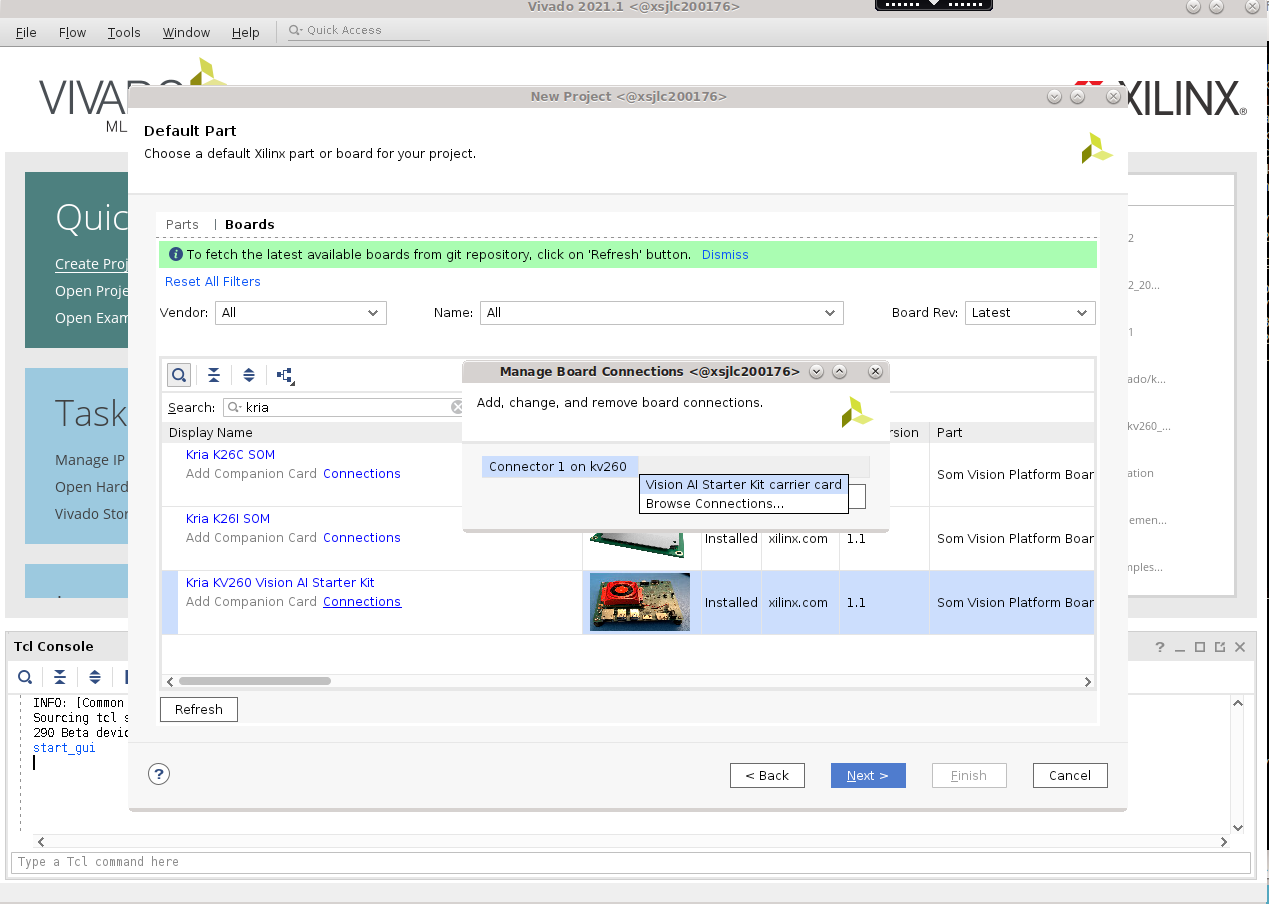 Vivado 2021.1 <@xsjlc200176>
File Flow Tools Window Help Quick Access
VIVADO
ML
XILINX®
New Project <@xsjlc200176>
Default Part
Choose a default Xilinx part or board for your project.
Parts | Boards
To fetch the latest available boards from git repository, click on 'Refresh' button. Dismiss
Reset All Filters
Vendor: All Name: All Board Rev: Latest
Search: kria
Display Name Part
Kria K26C SOM
Add Companion Card Connections
Som Vision Platform Boar
Kria K26I SOM
Add Companion Card Connections
Installed xilinx.com 1.1 Som Vision Platform Boar
Kria KV260 Vision AI Starter Kit
Add Companion Card Connections
Installed xilinx.com 1.1 Som Vision Platform Boar
Refresh
? < Back Next > Finish Cancel
Manage Board Connections <@xsjlc200176>
Add, change, and remove board connections.
Connector 1 on kv260
Vision AI Starter Kit carrier card
Browse Connections...
Quic
Create Proj
Open Proje
Open Exam
Task
Manage IP
Open Hard
Vivado Stor
2
2_20...
1
ado/k...
kv260_...
ation
emen...
mples...
Tcl Console
INFO: [Common
Sourcing tcl s
290 Beta devic
start_gui
Type a Tcl command here